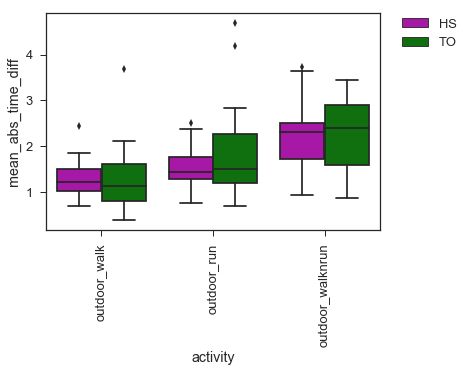 HS
TO
mean_abs_time_diff
4
3
2
1
outdoor_walk
outdoor_run
outdoor_walknrun
activity